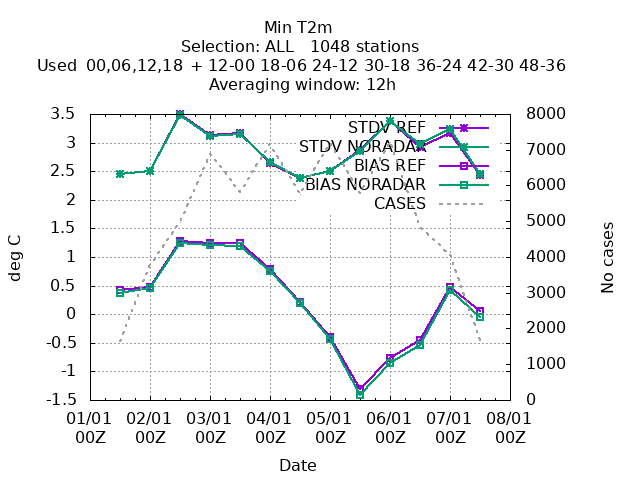 Min T2m
Selection: ALL   1048 stations
Used  00,06,12,18  + 12-00  18-06  24-12  30-18  36-24  42-30  48-36
Averaging window: 12h
3.5
3
2.5
2
1.5
1
0.5
0
-0.5
-1
-1.5
deg C
8000
7000
6000
5000
4000
3000
2000
1000
0
No cases
STDV REF
STDV NORADAR
BIAS REF
BIAS NORADAR
CASES
01/01 02/01 03/01 04/01 05/01 06/01 07/01 08/01
00Z 00Z 00Z 00Z 00Z 00Z 00Z 00Z
Date